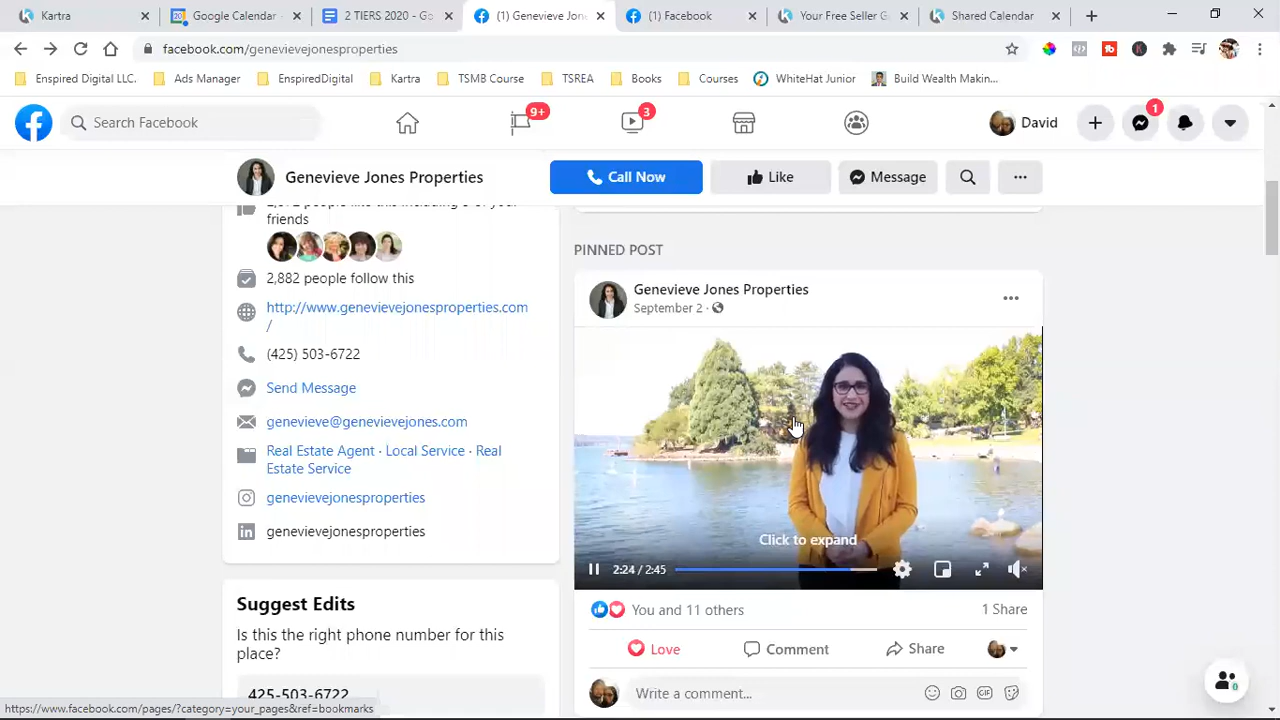 Kartra
Google Calendar -
2 TIERS 2020 - Go
(1) Genevieve Jon
(1) Facebook
Your Free Seller C
Shared Calendar
facebook.com/genevievejonesproperties
Enspired Digital LLC.
Ads Manager
EnspiredDigital
Kartra
TSMB Course
TSREA
Books
Courses
WhiteHat Junior
Build Wealth Makin...
Search Facebook
9+
3
David
1
Genevieve Jones Properties
Call Now
Like
Message
friends
2,882 people follow this
http://www.genevievejonesproperties.com
/
(425) 503-6722
Send Message
genevieve@genevievejones.com
Real Estate Agent · Local Service · Real
Estate Service
genevievejonesproperties
genevievejonesproperties
Suggest Edits
Is this the right phone number for this
place?
425-503-6722
PINNED POST
Genevieve Jones Properties
September 2 ·
Click to expand
2:24 / 2:45
You and 11 others
1 Share
Love
Comment
Share
Write a comment...
GIF
0
https://www.facebook.com/pages/?category=your_pages&ref=bookmarks